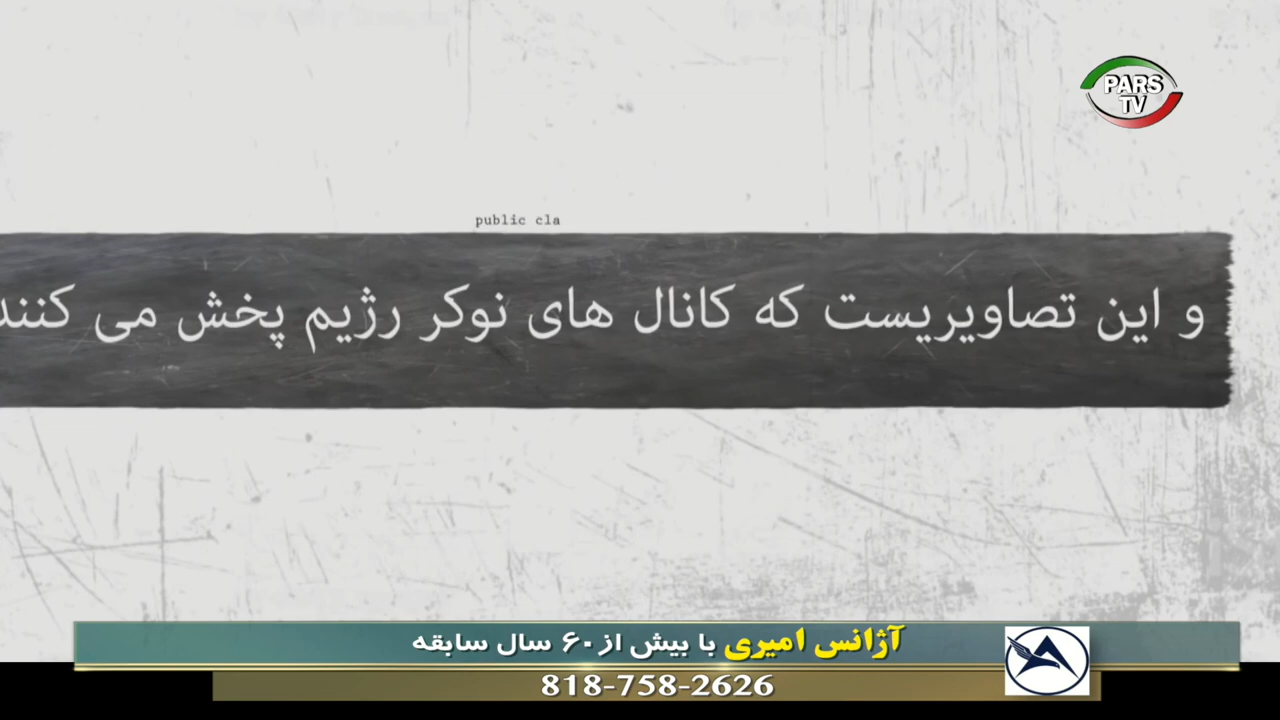 PARS
TV
public cla
و این تصاویریست که کانال های نوکر رژیم پخش می کنند
آژانس امیری با بیش از ۶۰ سال سابقه
818-758-2626